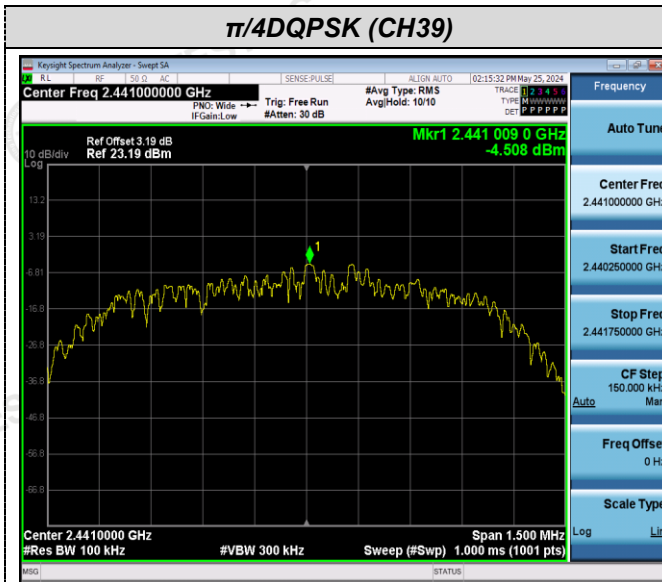 π/4DQPSK (CH39)
Keysight Spectrum Analyzer - Swept SA
RL RF 50 Ω AC SENSE:PULSE ALIGN AUTO 02:15:32 PM May 25, 2024
Center Freq 2.441000000 GHz
PNO: Wide
IFGain:Low
Trig: Free Run
#Atten: 30 dB
#Avg Type: RMS
Avg|Hold: 10/10
TRACE 1 2 3 4 5 6
TYPE M W W W W W
DET P P P P P P
Ref Offset 3.19 dB
10 dB/div Ref 23.19 dBm
Log
Mkr1 2.441 009 0 GHz
-4.508 dBm
1
13.2
3.19
-6.81
-16.8
-26.8
-36.8
-46.8
-56.8
-66.8
Center 2.4410000 GHz Span 1.500 MHz
#Res BW 100 kHz #VBW 300 kHz Sweep (#Swp) 1.000 ms (1001 pts)
MSG STATUS
Frequency
Auto Tune
Center Freq
2.441000000 GHz
Start Freq
2.440250000 GHz
Stop Freq
2.441750000 GHz
CF Step
150.000 kHz
Auto Man
Freq Offset
0 Hz
Scale Type
Log Lin